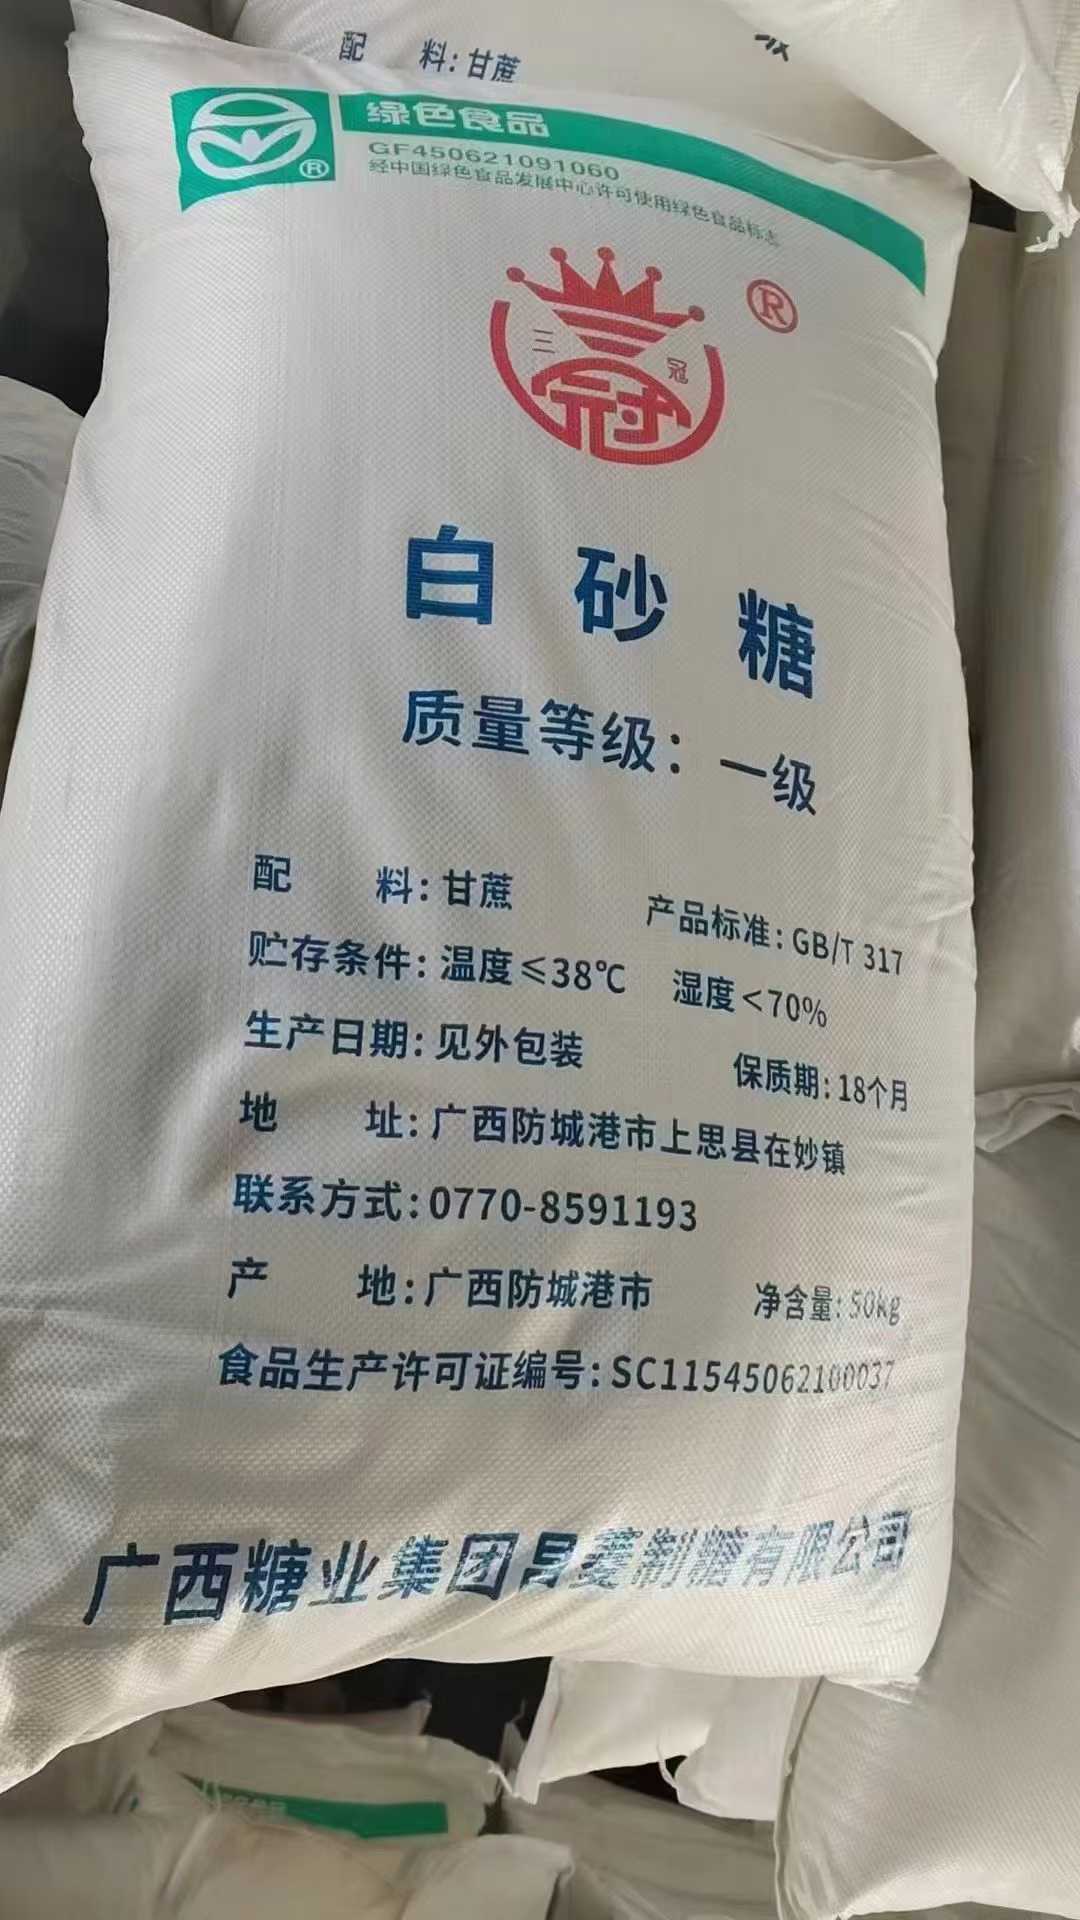 配 料：甘蔗
绿色食品
GF450621091060
经中国绿色食品发展中心许可使用绿色食品标志
®
三 冠
冠
®
白砂糖
质量等级：一级
配 料：甘蔗 产品标准：GB/T 317
贮存条件：温度≤38℃ 湿度<70%
生产日期：见外包装 保质期：18个月
地 址：广西防城港市上思县在妙镇
联系方式：0770-8591193
产 地：广西防城港市 净含量：50kg
食品生产许可证编号：SC11545062100037
广西糖业集团昌菱制糖有限公司